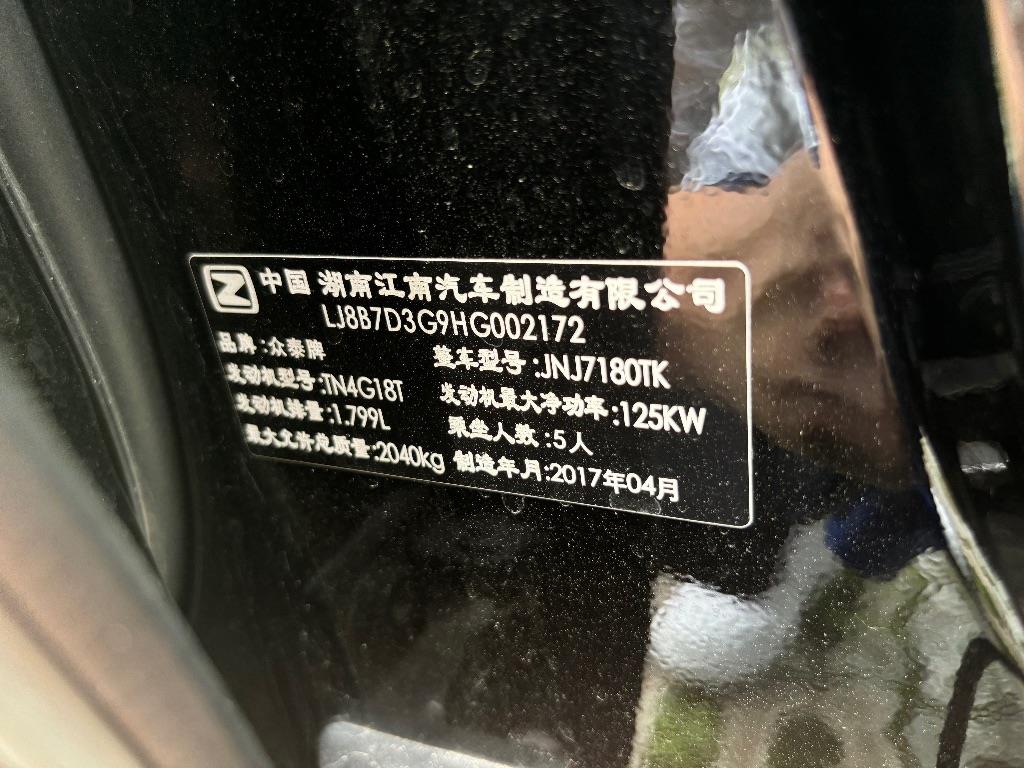 Z 中国 湖南江南汽车制造有限公司
LJ8B7D3G9HG002172
品牌:众泰牌 整车型号:JNJ7180TK
发动机型号:TN4G18T 发动机最大净功率:125KW
发动机排量:1.799L 乘坐人数:5人
最大允许总质量:2040kg 制造年月:2017年04月